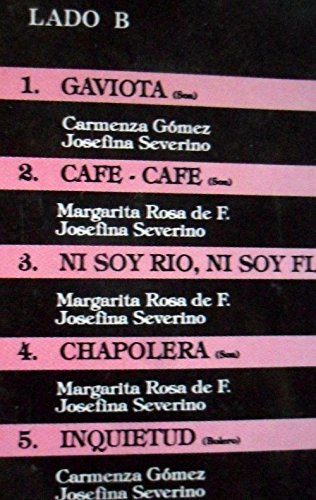 LADO B
1. GAVIOTA (Son)
Carmenza Gómez
Josefina Severino
2. CAFE - CAFE (Son)
Margarita Rosa de F.
Josefina Severino
3. NI SOY RIO, NI SOY FL
Margarita Rosa de F.
Josefina Severino
4. CHAPOLERA (Son)
Margarita Rosa de F.
Josefina Severino
5. INQUIETUD (Bolero)
Carmenza Gómez
Josefina Severino